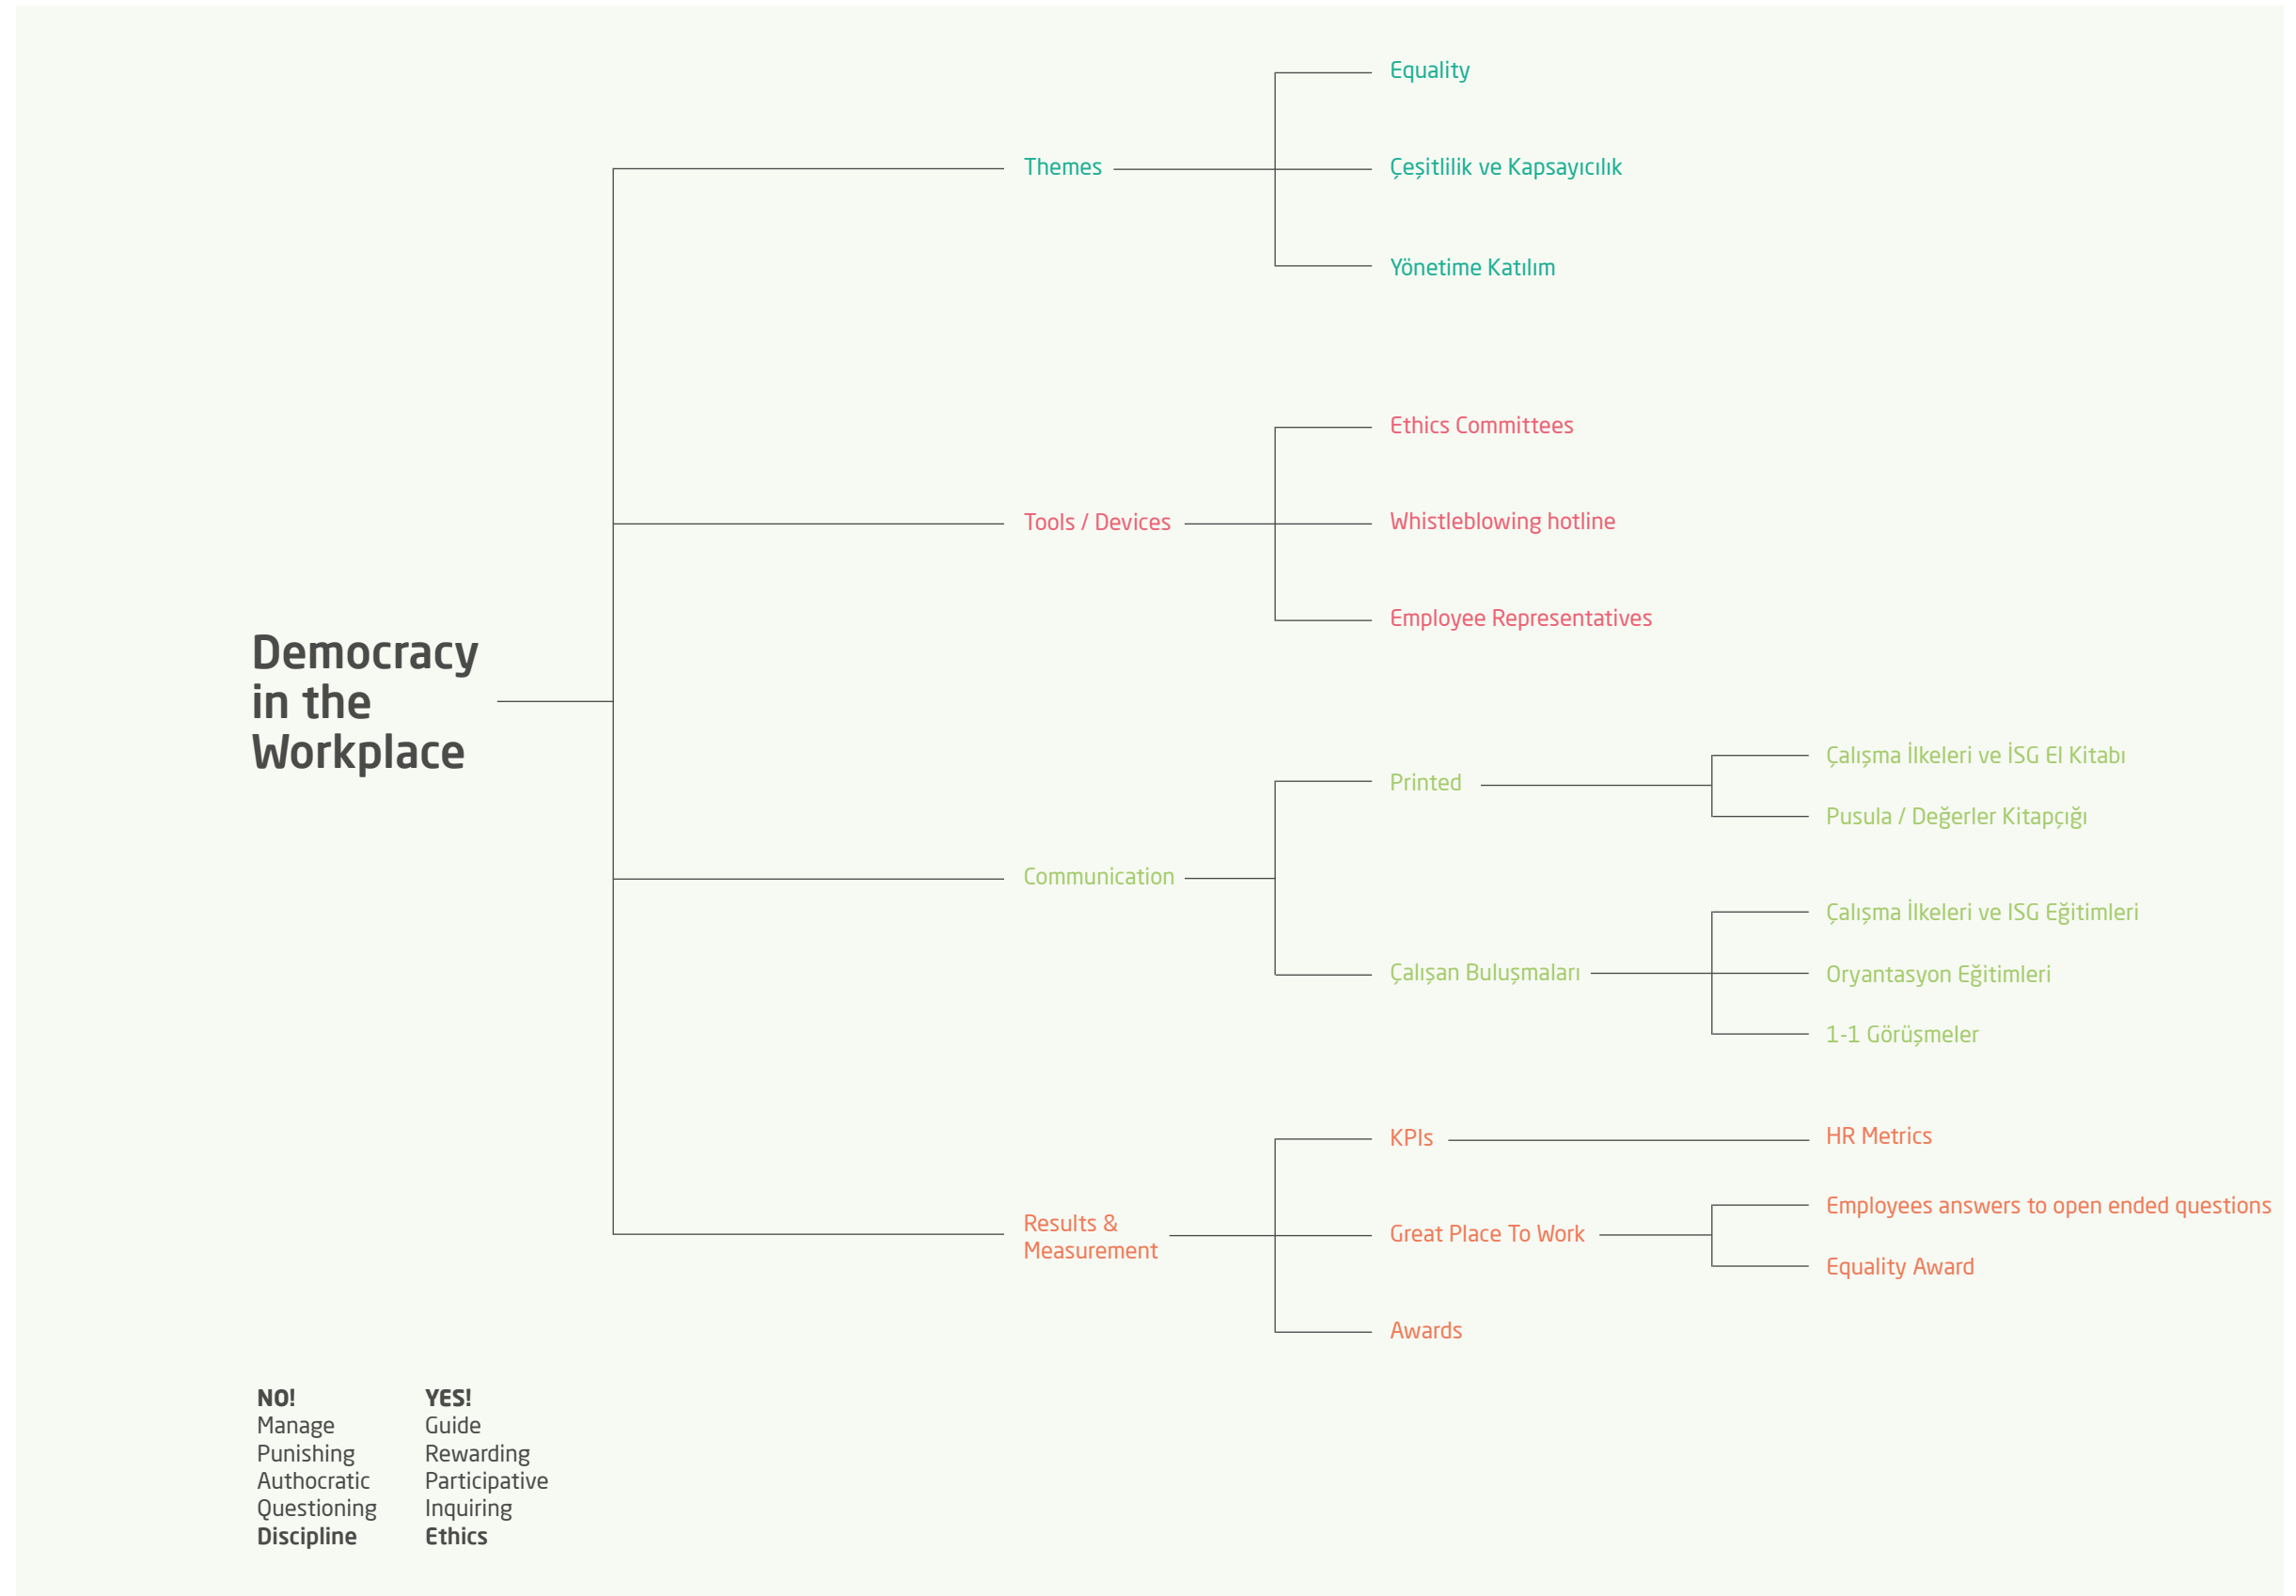 Democracy
in the
Workplace
Themes
Equality
Çeşitlilik ve Kapsayıcılık
Yönetime Katılım
Tools / Devices
Ethics Committees
Whistleblowing hotline
Employee Representatives
Communication
Printed
Çalışma İlkeleri ve İSG El Kitabı
Pusula / Değerler Kitapçığı
Çalışan Buluşmaları
Çalışma İlkeleri ve ISG Eğitimleri
Oryantasyon Eğitimleri
1-1 Görüşmeler
Results &
Measurement
KPIs
HR Metrics
Great Place To Work
Employees answers to open ended questions
Equality Award
Awards
NO!
Manage
Punishing
Authocratic
Questioning
Discipline
YES!
Guide
Rewarding
Participative
Inquiring
Ethics